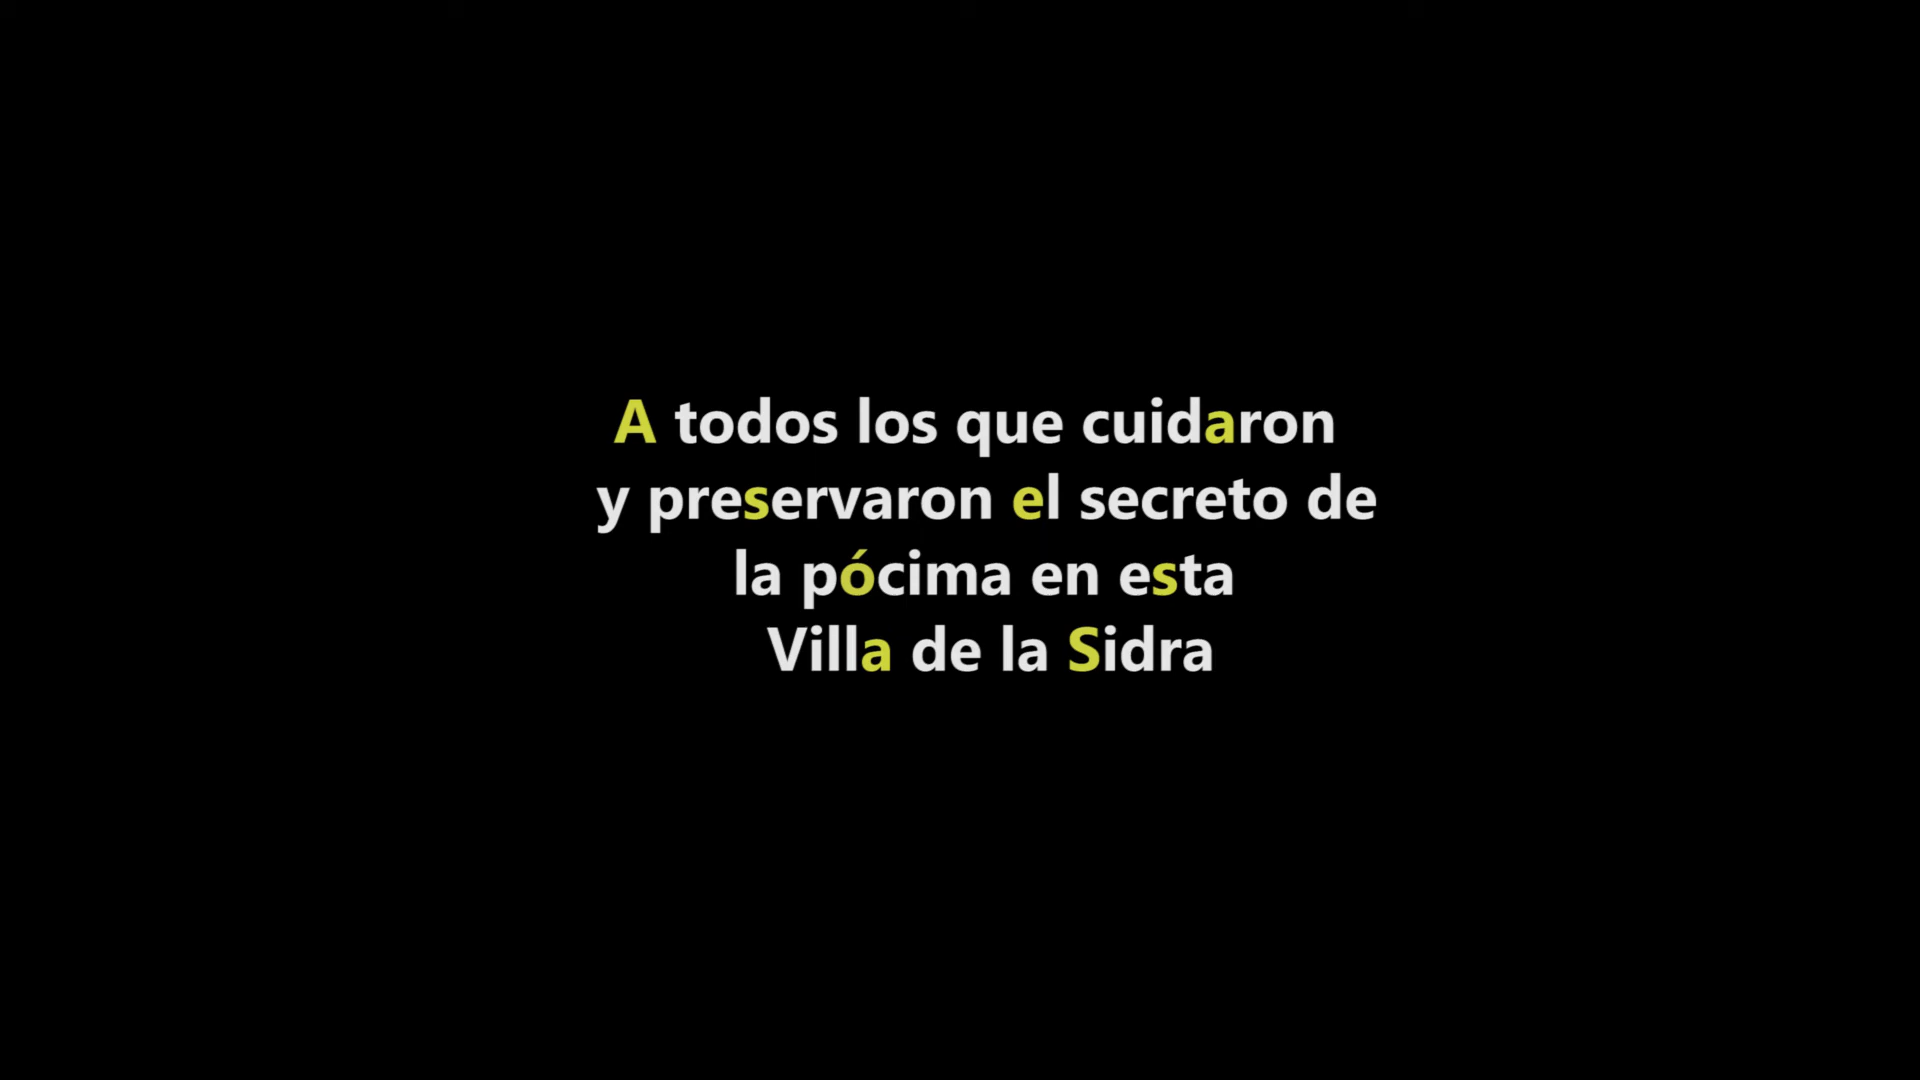 A todos los que cuidaron
y preservaron el secreto de
la pócima en esta
Villa de la Sidra